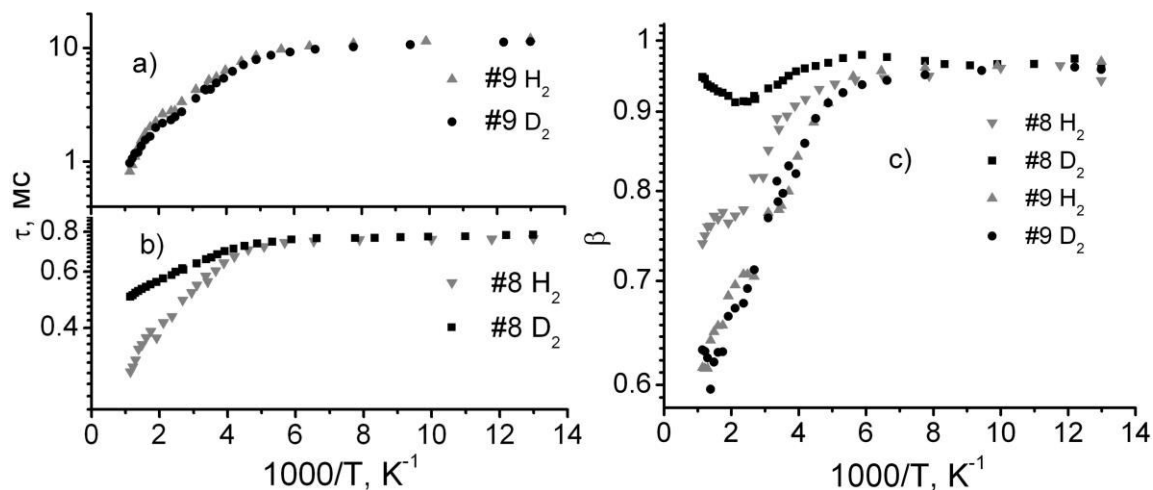 a)
10
1
▲ #9 H₂
● #9 D₂
τ, мс
b)
0.8
0.6
0.4
▼ #8 H₂
■ #8 D₂
0 2 4 6 8 10 12 14
1000/T, K⁻¹
c)
1
0.9
0.8
0.7
0.6
β
▼ #8 H₂
■ #8 D₂
▲ #9 H₂
● #9 D₂
0 2 4 6 8 10 12 14
1000/T, K⁻¹